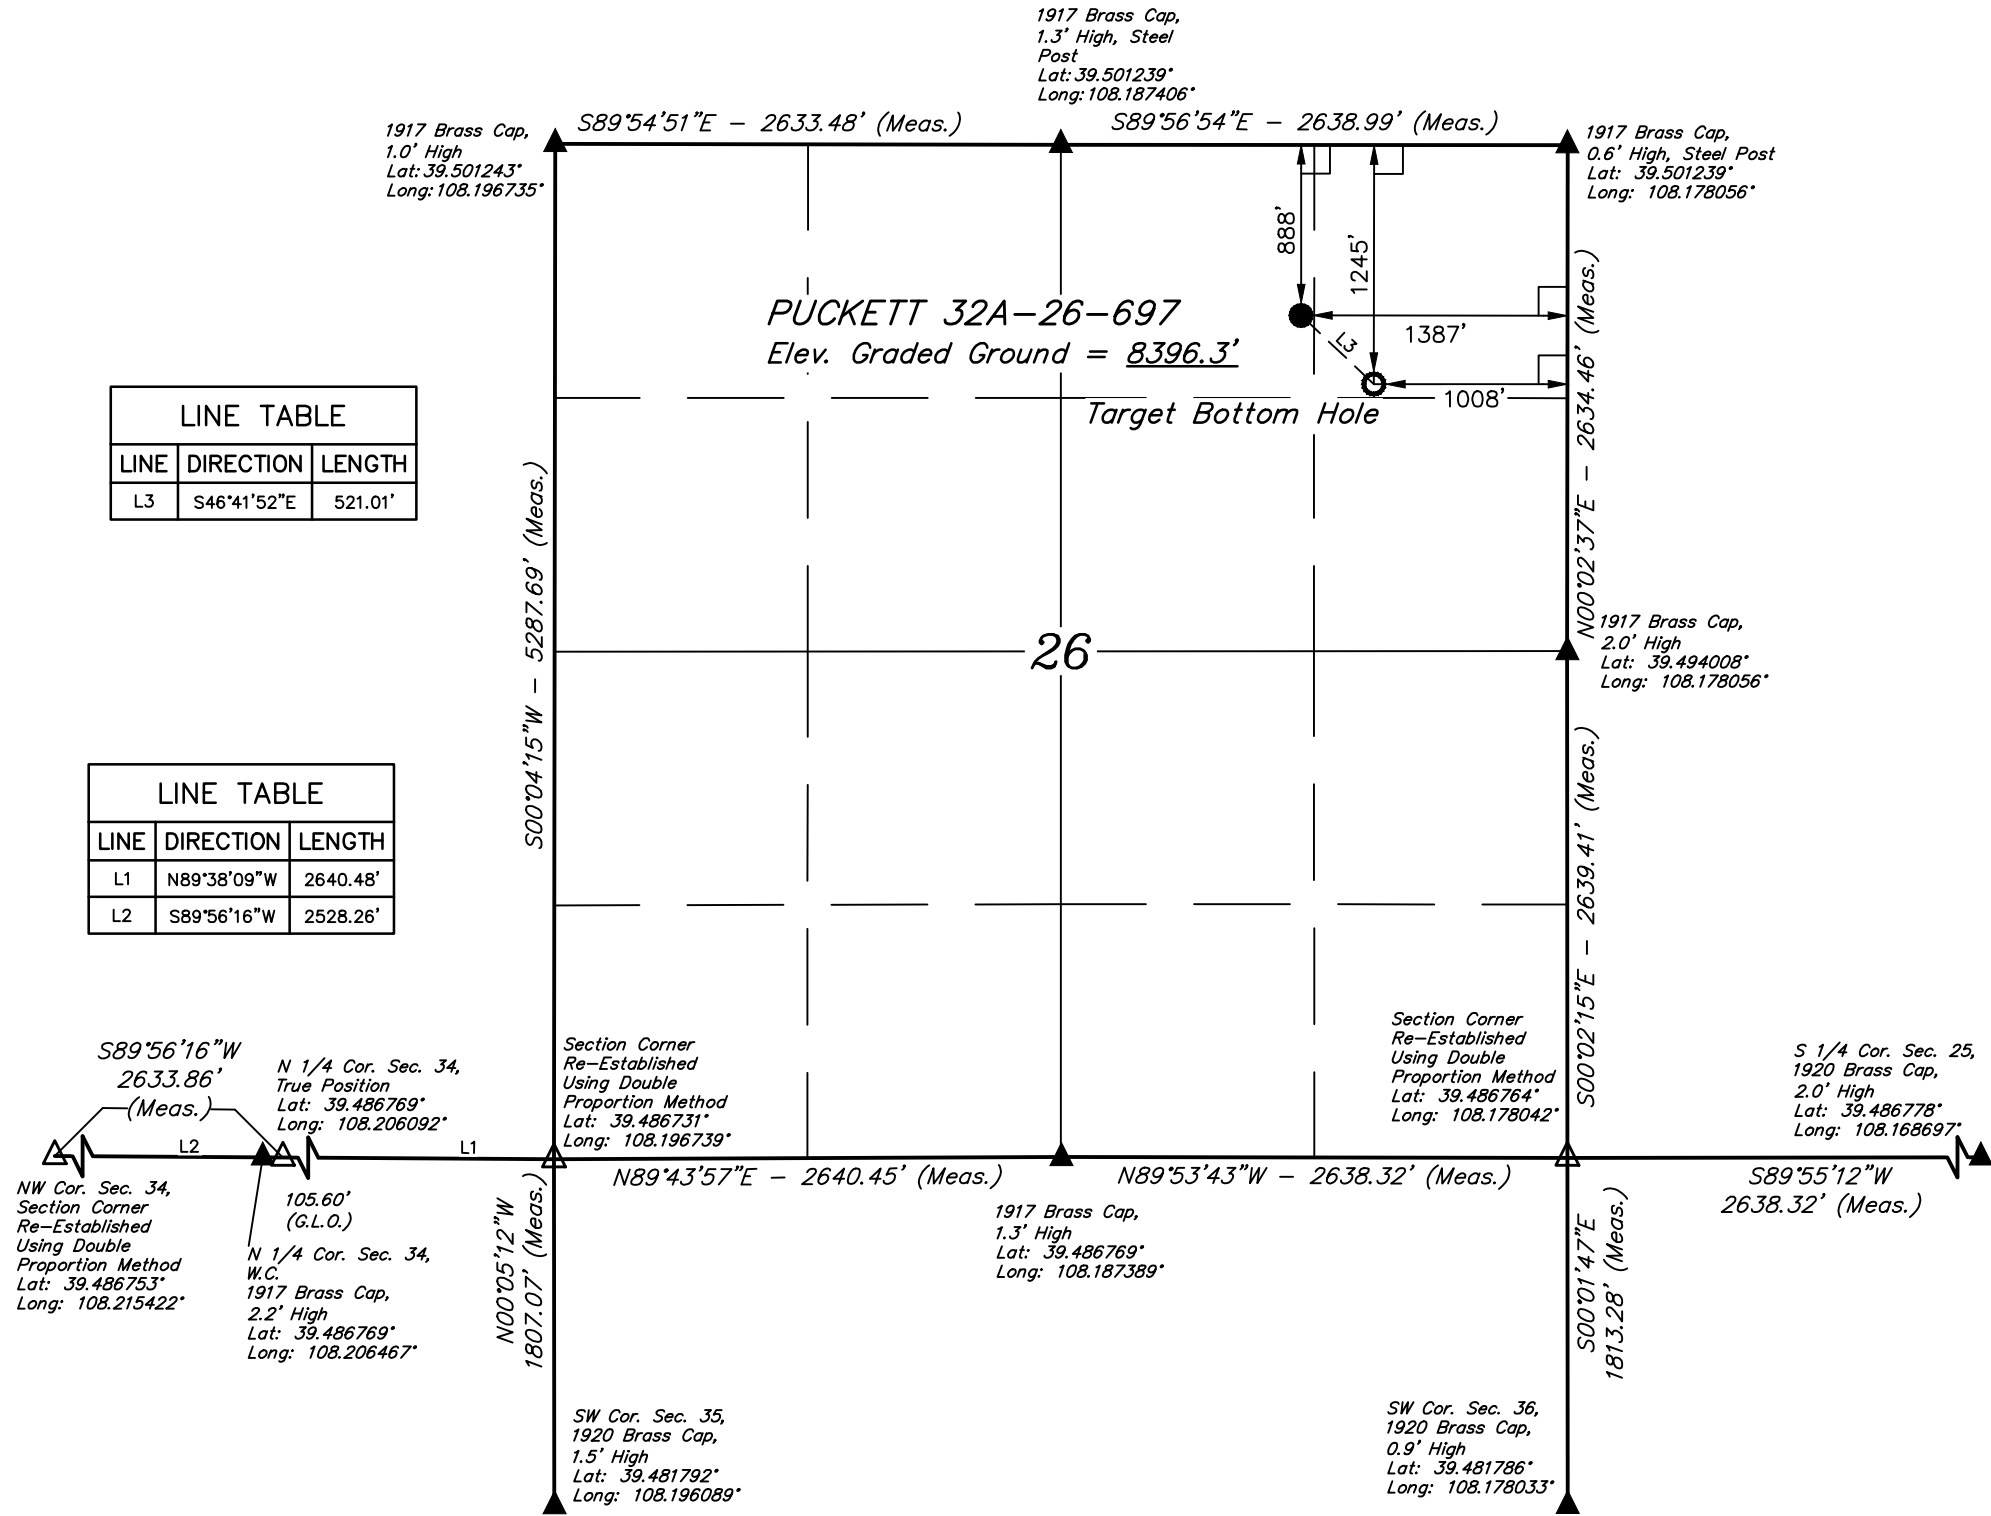 1917 Brass Cap,
1.3' High, Steel
Post
Lat: 39.501239°
Long: 108.187406°
S89°54'51"E - 2633.48' (Meas.)
S89°56'54"E - 2638.99' (Meas.)
1917 Brass Cap,
1.0' High
Lat: 39.501243°
Long: 108.196735°
1917 Brass Cap,
0.6' High, Steel Post
Lat: 39.501239°
Long: 108.178056°
888'
1245'
PUCKETT 32A-26-697
Elev. Graded Ground = 8396.3'
L3
1387'
1008'
Target Bottom Hole
N00°02'37"E - 2634.46' (Meas.)
LINE TABLE
LINE DIRECTION LENGTH
L3 S46°41'52"E 521.01'
S00°04'15"W - 5287.69' (Meas.)
26
1917 Brass Cap,
2.0' High
Lat: 39.494008°
Long: 108.178056°
LINE TABLE
LINE DIRECTION LENGTH
L1 N89°38'09"W 2640.48'
L2 S89°56'16"W 2528.26'
S00°02'15"E - 2639.41' (Meas.)
S89°56'16"W
2633.86'
(Meas.)
N 1/4 Cor. Sec. 34,
True Position
Lat: 39.486769°
Long: 108.206092°
Section Corner
Re-Established
Using Double
Proportion Method
Lat: 39.486731°
Long: 108.196739°
Section Corner
Re-Established
Using Double
Proportion Method
Lat: 39.486764°
Long: 108.178042°
S 1/4 Cor. Sec. 25,
1920 Brass Cap,
2.0' High
Lat: 39.486778°
Long: 108.168697°
L2
L1
N89°43'57"E - 2640.45' (Meas.)
N89°53'43"W - 2638.32' (Meas.)
S89°55'12"W
2638.32' (Meas.)
NW Cor. Sec. 34,
Section Corner
Re-Established
Using Double
Proportion Method
Lat: 39.486753°
Long: 108.215422°
105.60'
(G.L.O.)
N 1/4 Cor. Sec. 34,
W.C.
1917 Brass Cap,
2.2' High
Lat: 39.486769°
Long: 108.206467°
N00°05'12"W
1807.07' (Meas.)
1917 Brass Cap,
1.3' High
Lat: 39.486769°
Long: 108.187389°
S00°01'47"E
1813.28' (Meas.)
SW Cor. Sec. 35,
1920 Brass Cap,
1.5' High
Lat: 39.481792°
Long: 108.196089°
SW Cor. Sec. 36,
1920 Brass Cap,
0.9' High
Lat: 39.481786°
Long: 108.178033°